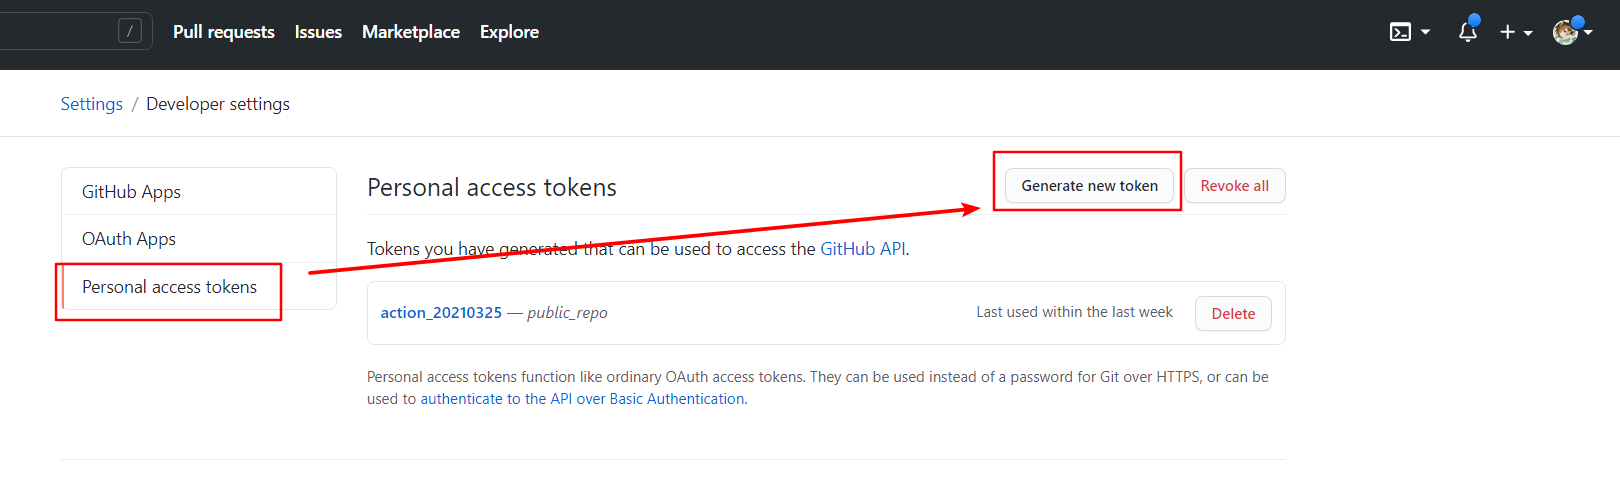 / Pull requests Issues Marketplace Explore
Settings / Developer settings
GitHub Apps
OAuth Apps
Personal access tokens
Personal access tokens
Generate new token
Revoke all
Tokens you have generated that can be used to access the GitHub API.
action_20210325 — public_repo
Last used within the last week
Delete
Personal access tokens function like ordinary OAuth access tokens. They can be used instead of a password for Git over HTTPS, or can be
used to authenticate to the API over Basic Authentication.